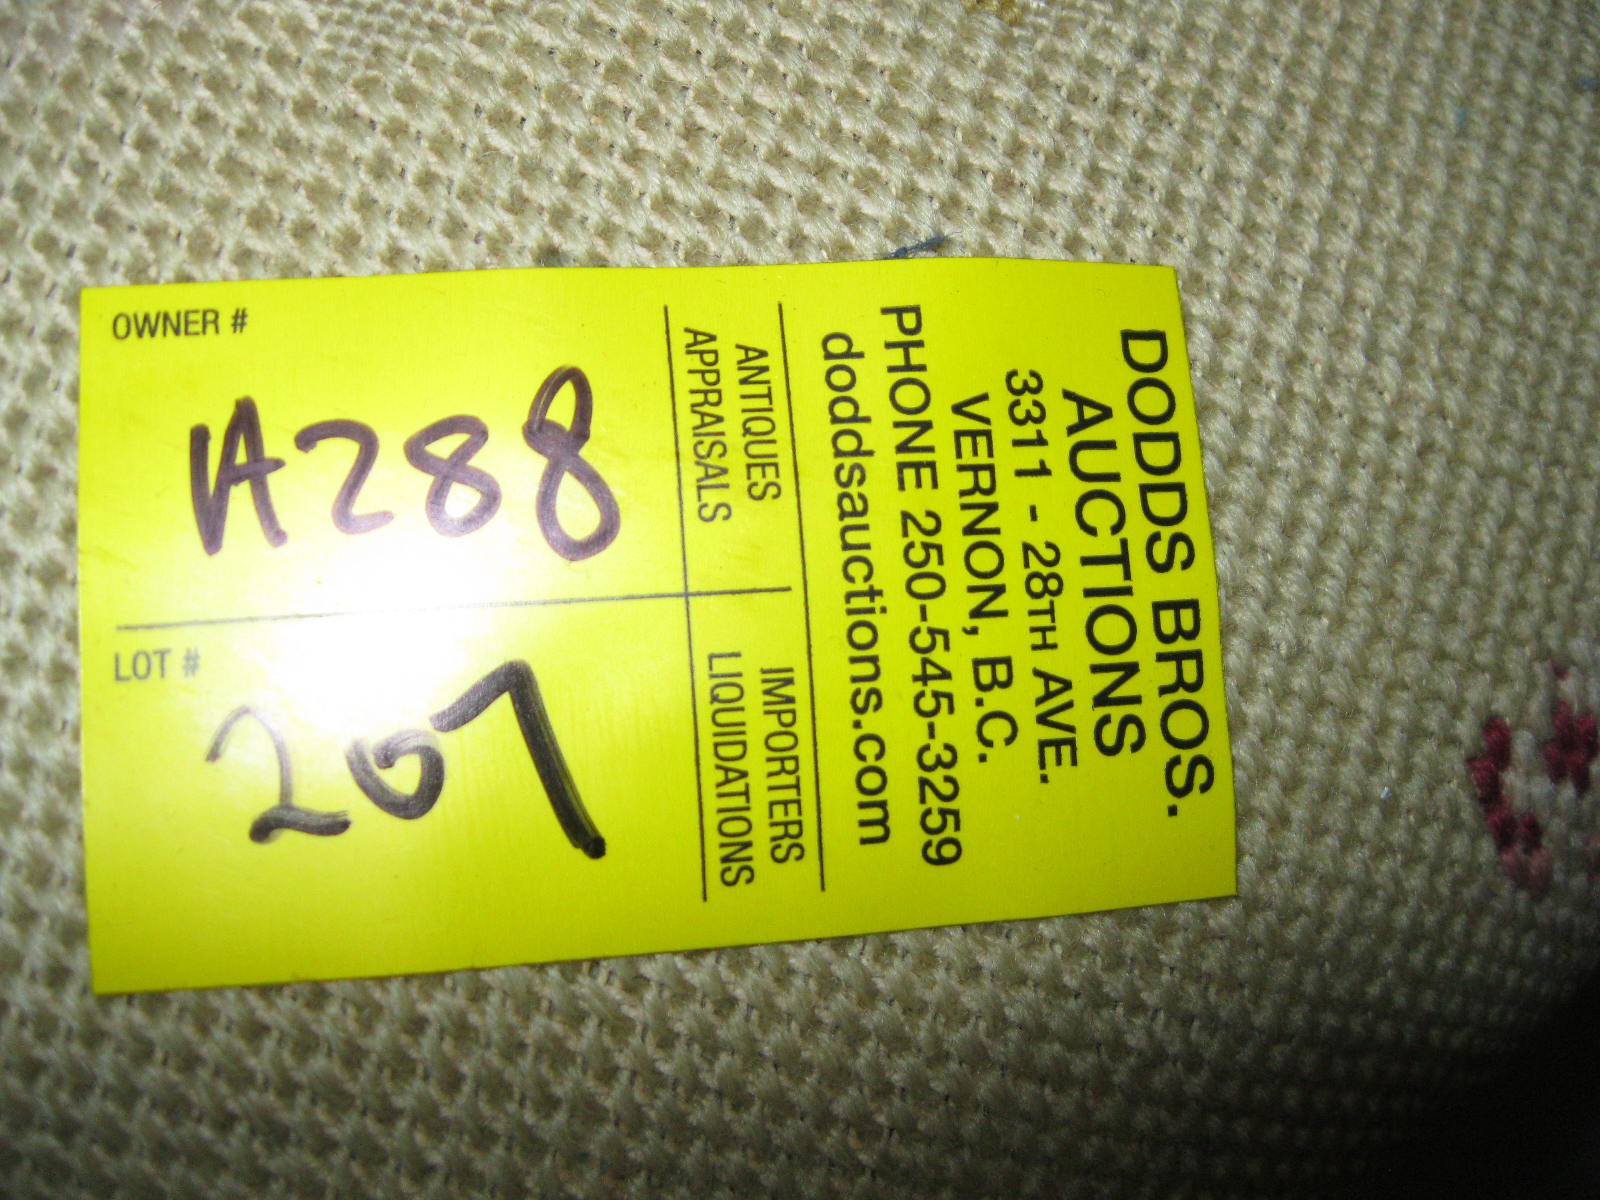 DODDS BROS.
AUCTIONS
3311 - 28TH AVE.
VERNON, B.C.
PHONE 250-545-3259
doddsauctions.com
ANTIQUES
APPRAISALS
IMPORTERS
LIQUIDATIONS
OWNER #
A288
LOT #
207